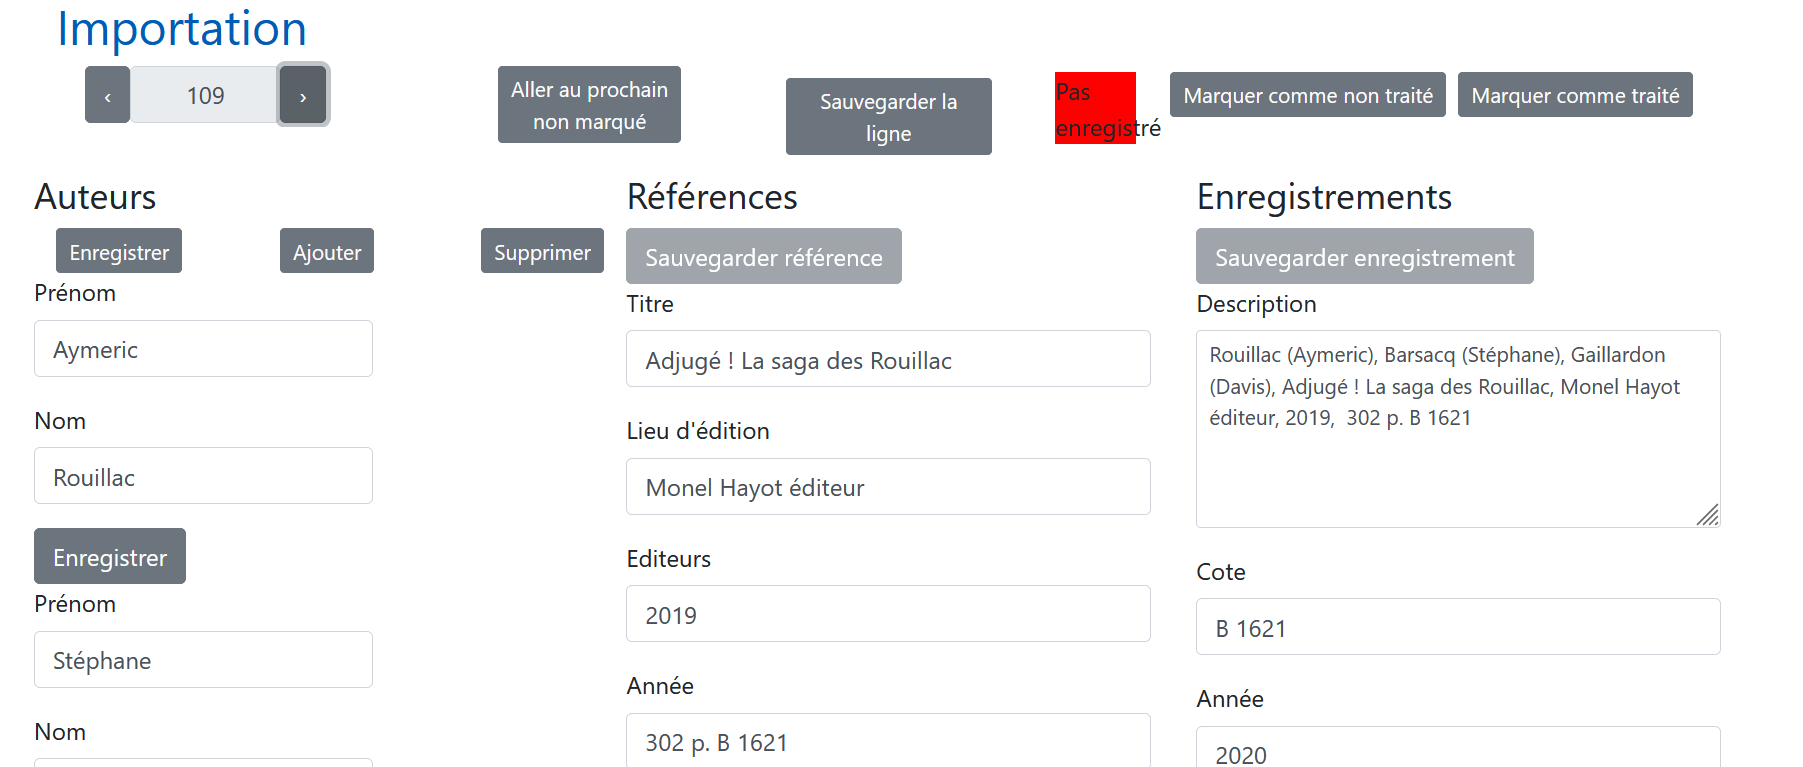 Importation
‹ 109 ›
Aller au prochain
non marqué
Sauvegarder la
ligne
Pas
enregistré
Marquer comme non traité
Marquer comme traité
Auteurs
Enregistrer
Ajouter
Supprimer
Prénom
Aymeric
Nom
Rouillac
Enregistrer
Prénom
Stéphane
Nom
Références
Sauvegarder référence
Titre
Adjugé ! La saga des Rouillac
Lieu d'édition
Monel Hayot éditeur
Editeurs
2019
Année
302 p. B 1621
Enregistrements
Sauvegarder enregistrement
Description
Rouillac (Aymeric), Barsacq (Stéphane), Gaillardon
(Davis), Adjugé ! La saga des Rouillac, Monel Hayot
éditeur, 2019,  302 p. B 1621
Cote
B 1621
Année
2020